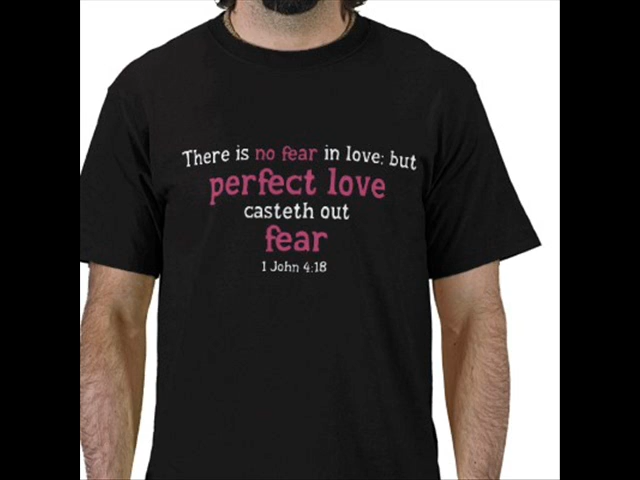 There is no fear in love; but
perfect love
casteth out
fear
1 John 4:18